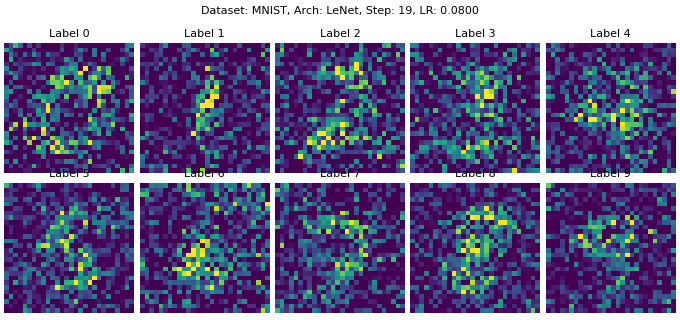 Dataset: MNIST, Arch: LeNet, Step: 19, LR: 0.0800
Label 0 Label 1 Label 2 Label 3 Label 4
Label 5 Label 6 Label 7 Label 8 Label 9